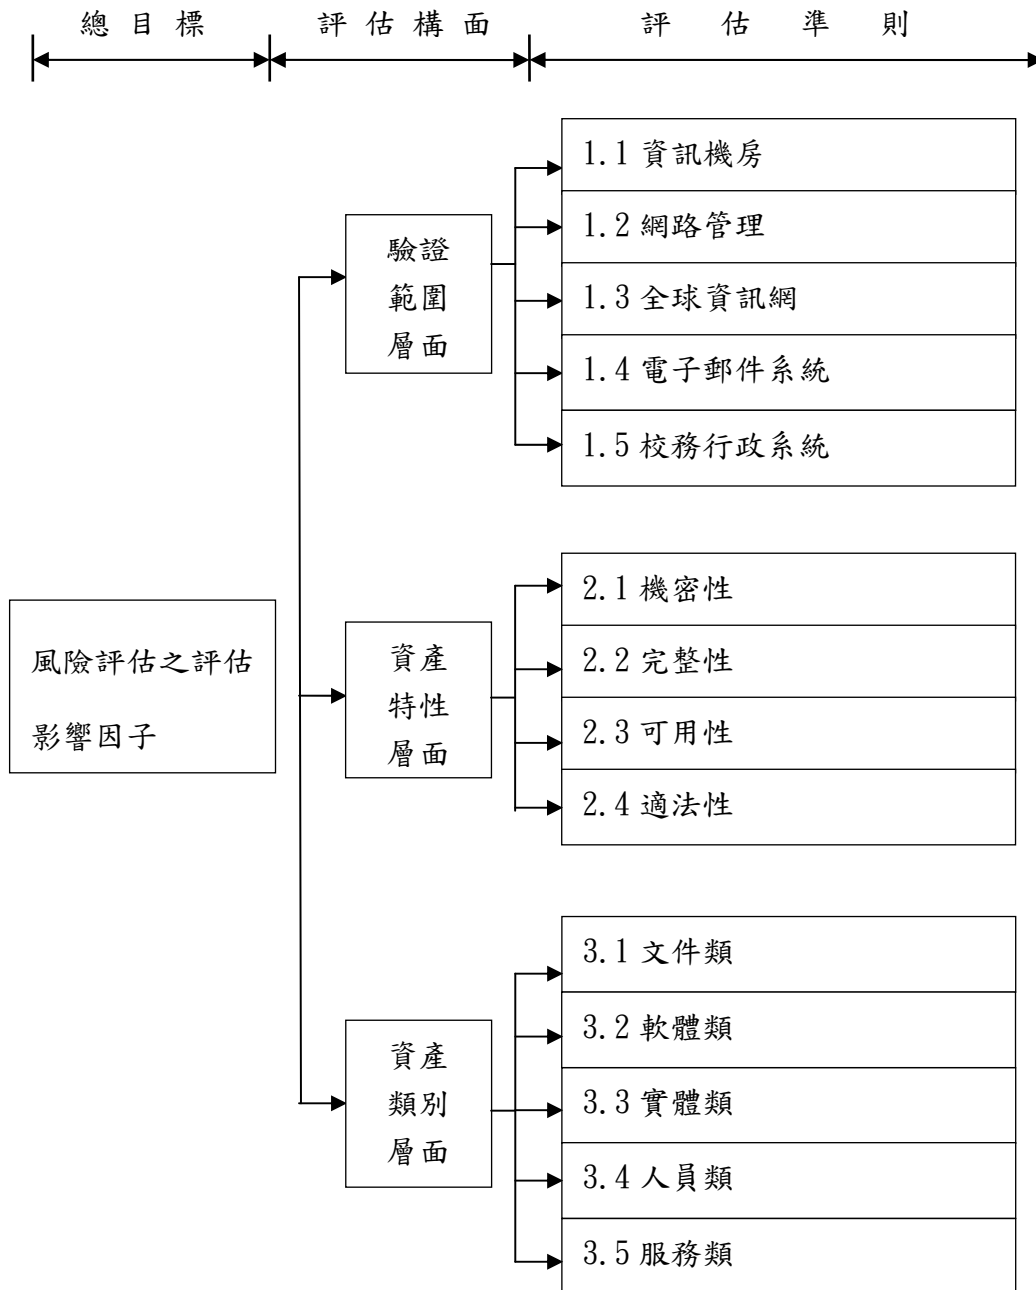 總目標 評估構面 評估準則
1.1 資訊機房
1.2 網路管理
1.3 全球資訊網
1.4 電子郵件系統
1.5 校務行政系統
驗證
範圍
層面
2.1 機密性
2.2 完整性
2.3 可用性
2.4 適法性
資產
特性
層面
風險評估之評估
影響因子
3.1 文件類
3.2 軟體類
3.3 實體類
3.4 人員類
3.5 服務類
資產
類別
層面